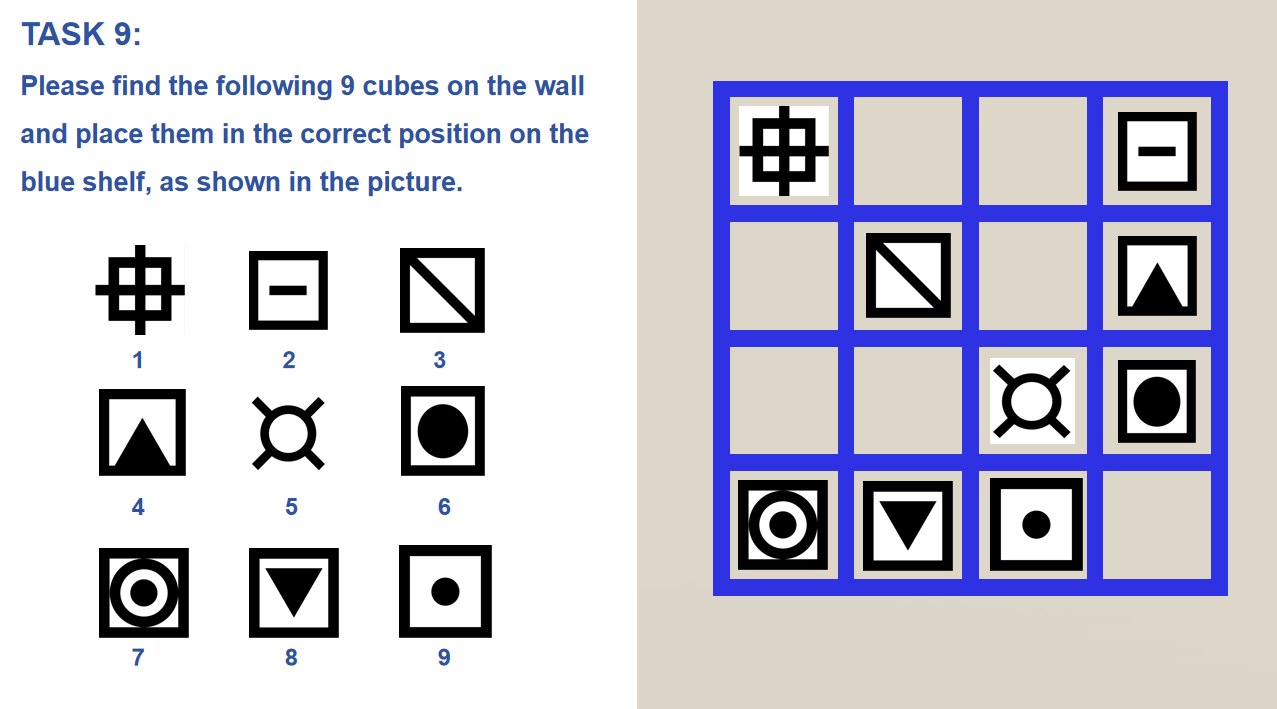 TASK 9:
Please find the following 9 cubes on the wall
and place them in the correct position on the
blue shelf, as shown in the picture.
1 2 3
4 5 6
7 8 9